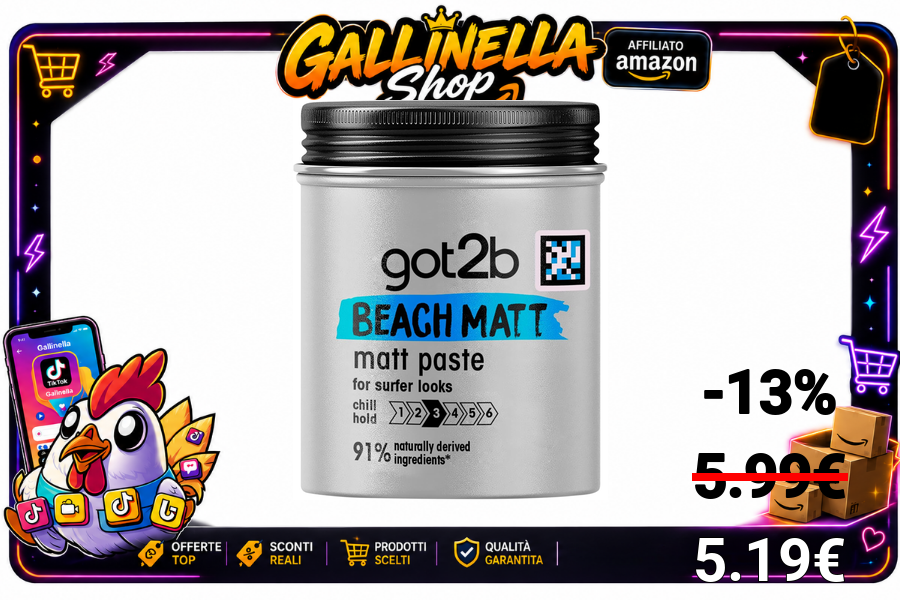 GALLINELLA
Shop
AFFILIATO
amazon
got2b
BEACH MATT
matt paste
for surfer looks
chill
hold
1 2 3 4 5 6
91% naturally derived
ingredients*
Gallinella
TikTok
Gallinella
-13%
5.99€
5.19€
OFFERTE
TOP
SCONTI
REALI
PRODOTTI
SCELTI
QUALITÀ
GARANTITA